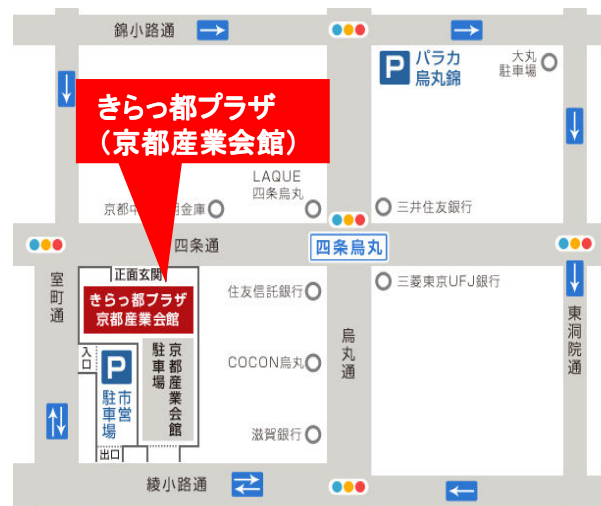 錦小路通
P
パラカ
烏丸錦
大丸
駐車場
きらっ都プラザ
（京都産業会館）
LAQUE
四条烏丸
京都中
金庫
三井住友銀行
四条通
四条烏丸
室町通
正面玄関
きらっ都プラザ
京都産業会館
住友信託銀行
三菱東京UFJ銀行
東洞院通
烏丸通
入口
P
市営
駐車場
京都産業会館
駐車場
COCON烏丸
滋賀銀行
出口
綾小路通